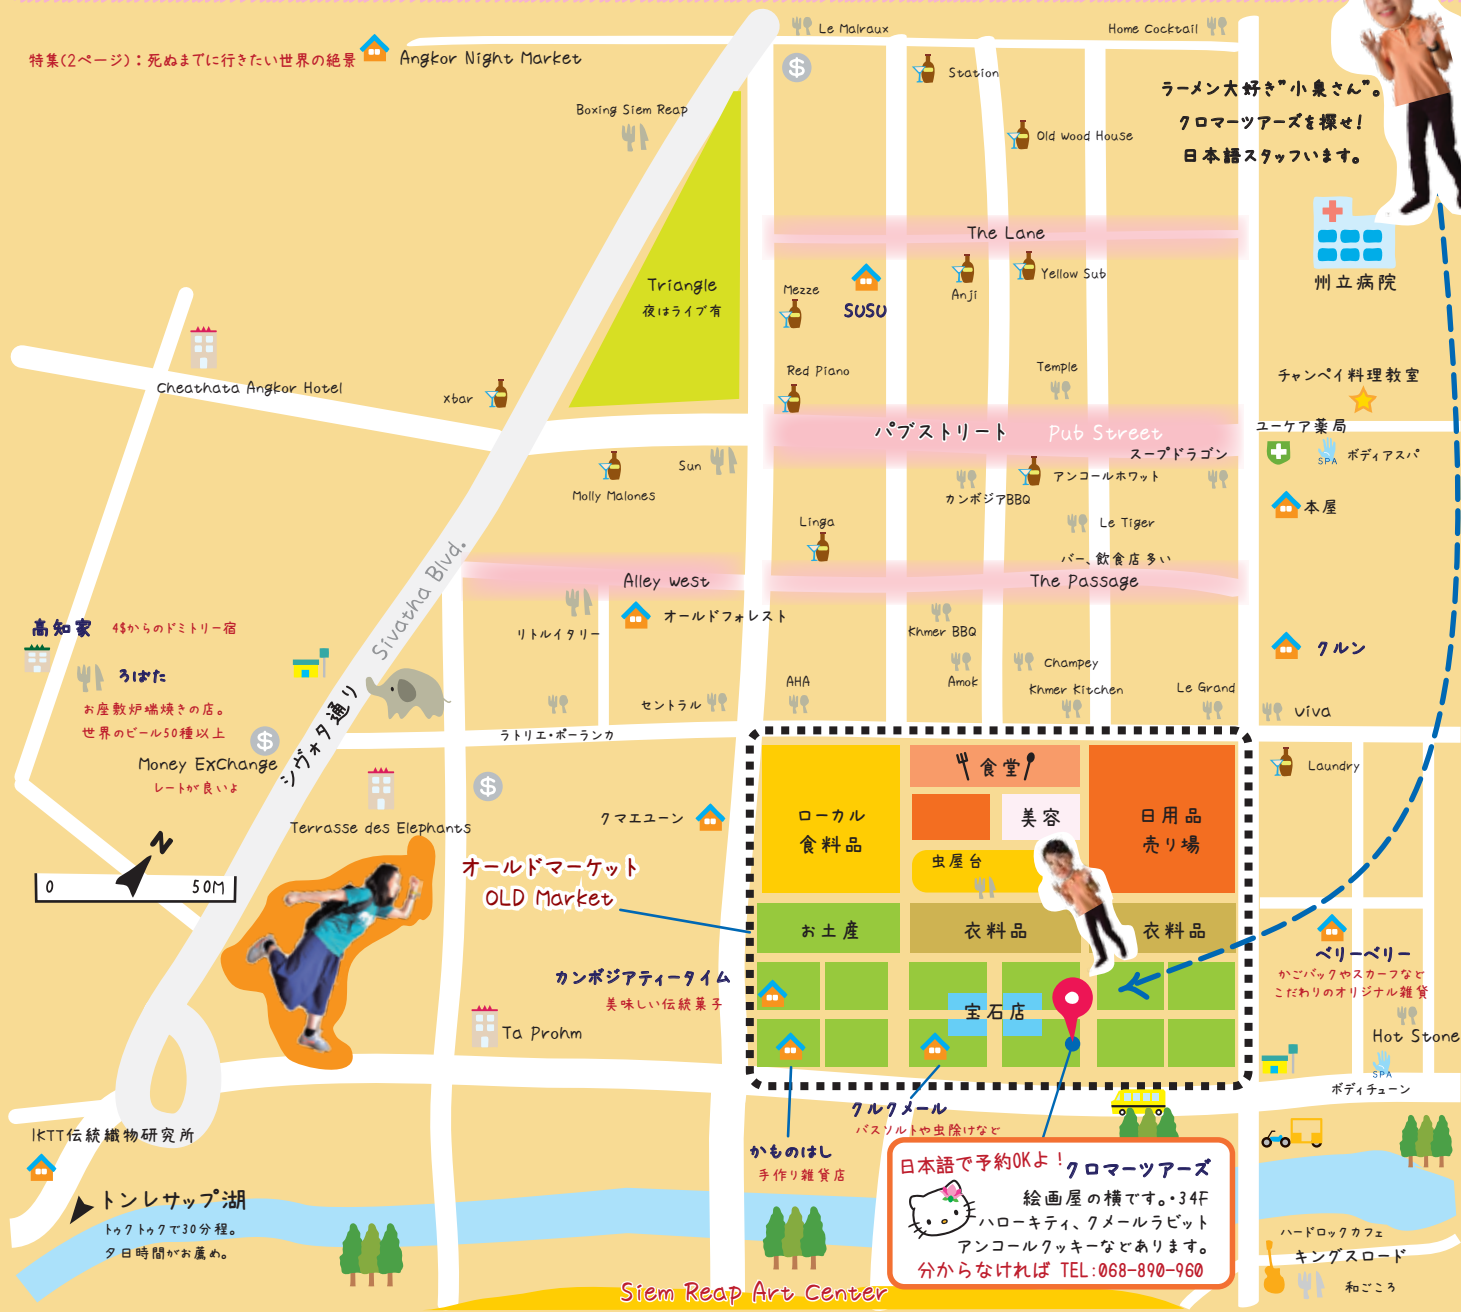 特集(2ページ)：死ぬまでに行きたい世界の絶景
Angkor Night Market
Le Malraux
Home Cocktail
Station
Boxing Siem Reap
Old Wood House
ラーメン大好き"小泉さん"。
クロマーツアーズを探せ!
日本語スタッフいます。
The Lane
Triangle
夜はライブ有
Mezze
SUSU
Anji
Yellow Sub
州立病院
Cheathata Angkor Hotel
Xbar
Red Piano
Temple
チャンペイ料理教室
パブストリート
Pub Street
ユーケア薬局
スープドラゴン
SPA
ボディアスパ
Sun
Molly Malones
カンボジアBBQ
アンコールホワット
本屋
Linga
Le Tiger
バー、飲食店多い
Sivatha Blvd.
Alley West
The Passage
リトルイタリー
オールドフォレスト
Khmer BBQ
高知家
4$からのドミトリー宿
クルン
ろばた
お座敷炉端焼きの店。
世界のビール50種以上
AHA
Amok
Champey
Khmer Kitchen
Le Grand
セントラル
Viva
シヴォタ通り
ラトリエ・ポーランカ
Money ExChange
レートが良いよ
Laundry
Terrasse des Elephants
クマエユーン
ローカル
食料品
食堂
美容
日用品
売り場
虫屋台
N
0
50M
オールドマーケット
OLD Market
お土産
衣料品
衣料品
ベリーベリー
かごバックやスカーフなど
こだわりのオリジナル雑貨
カンボジアティータイム
美味しい伝統菓子
宝石店
Ta Prohm
Hot Stone
SPA
ボディチューン
クルクメール
バスソルトや虫除けなど
かものはし
手作り雑貨店
IKTT伝統織物研究所
トンレサップ湖
トゥクトゥクで30分程。
夕日時間がお薦め。
日本語で予約OKよ！
クロマーツアーズ
絵画屋の横です。・34F
ハローキティ、クメールラビット
アンコールクッキーなどあります。
分からなければ TEL:068-890-960
ハードロックカフェ
キングスロード
和ごころ
Siem Reap Art Center